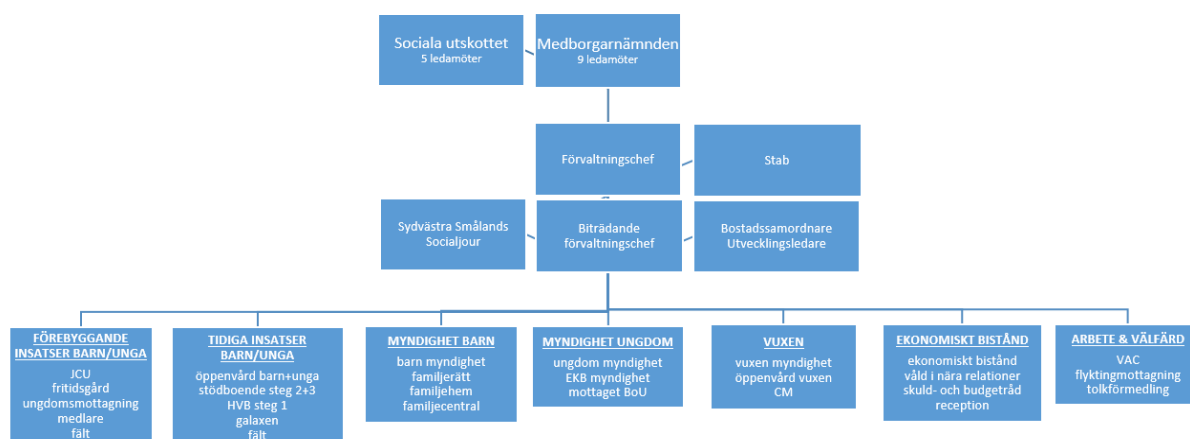 Sociala utskottet
5 ledamöter
Medborgarnämnden
9 ledamöter
Förvaltningschef
Stab
Sydvästra Smålands
Socialjour
Biträdande
förvaltningschef
Bostadssamordnare
Utvecklingsledare
FÖREBYGGANDE
INSATSER BARN/UNGA
JCU
fritidsgård
ungdomsmottagning
medlare
fält
TIDIGA INSATSER
BARN/UNGA
öppenvård barn+unga
stödboende steg 2+3
HVB steg 1
galaxen
fält
MYNDIGHET BARN
barn myndighet
familjerätt
familjehem
familjecentral
MYNDIGHET UNGDOM
ungdom myndighet
EKB myndighet
mottaget BoU
VUXEN
vuxen myndighet
öppenvård vuxen
CM
EKONOMISKT BISTÅND
ekonomiskt bistånd
våld i nära relationer
skuld- och budgetråd
reception
ARBETE & VÄLFÄRD
VAC
flyktingmottagning
tolkförmedling